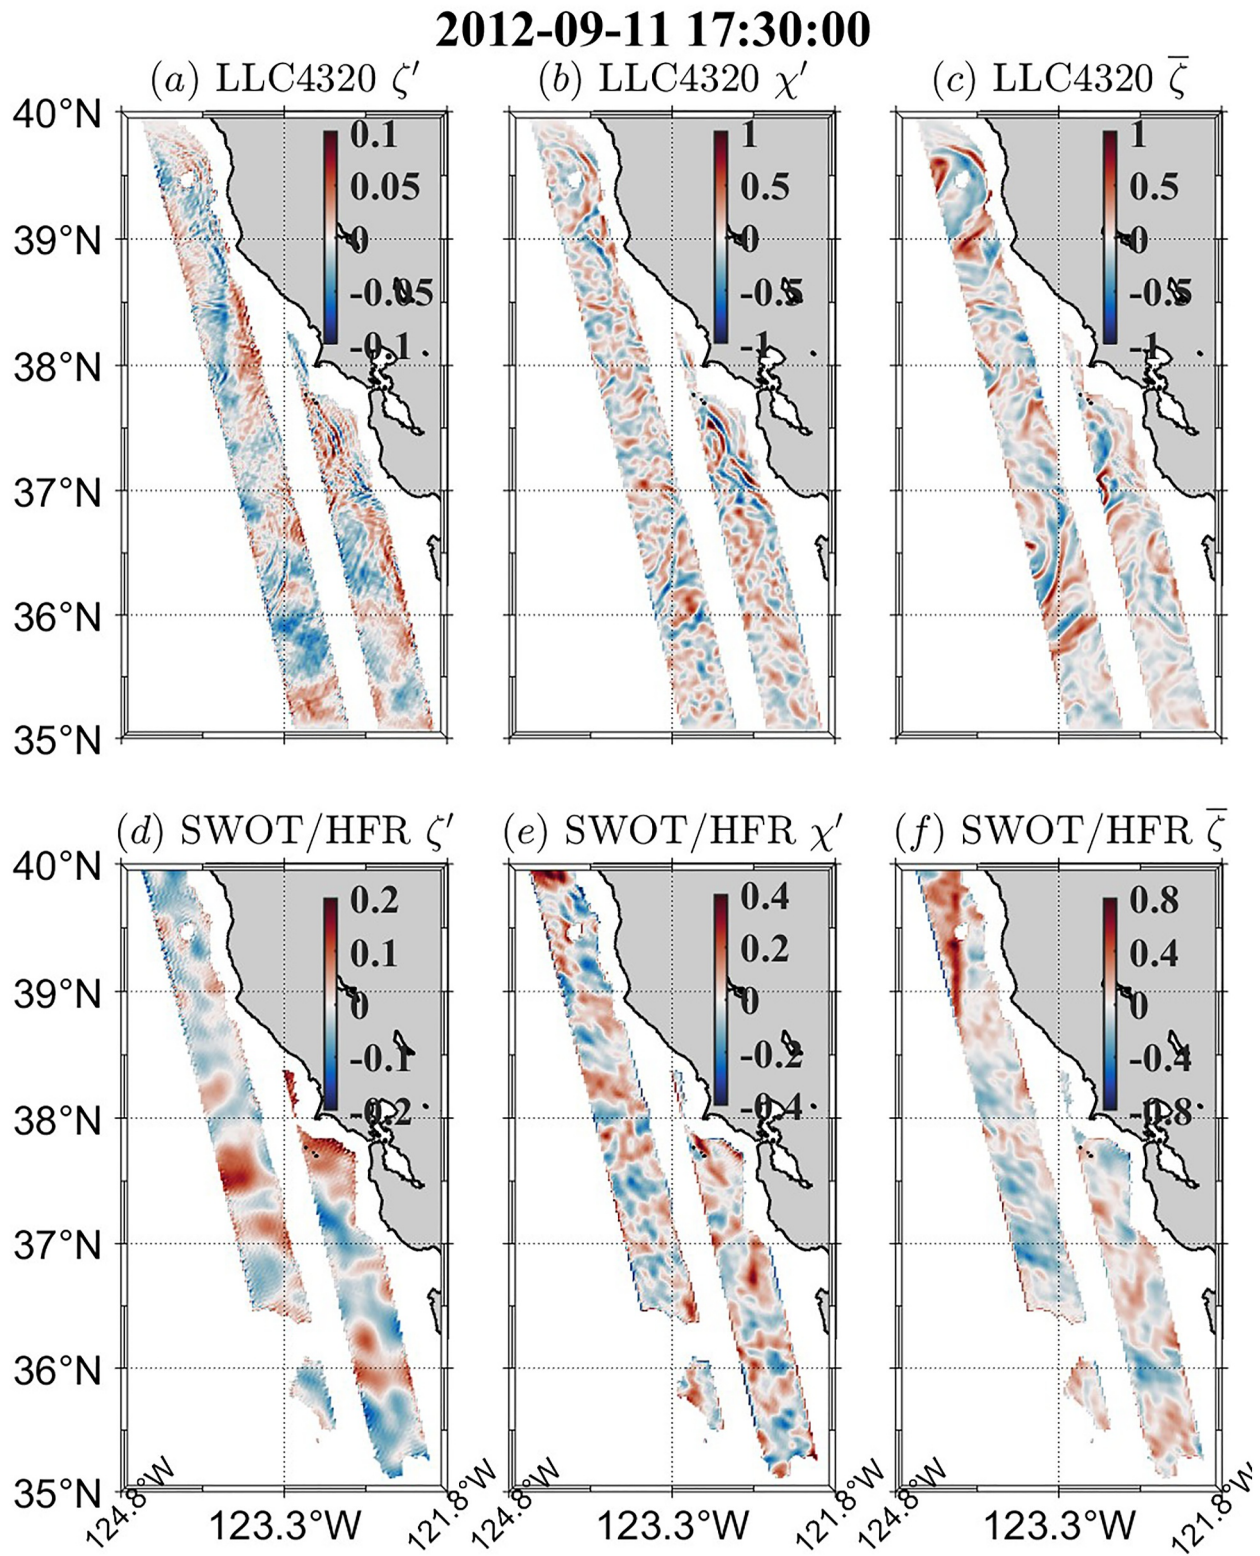 2012-09-11 17:30:00
(a) LLC4320 ζ′
(b) LLC4320 χ′
(c) LLC4320 ζ̅
40°N
39°N
38°N
37°N
36°N
35°N
0.1
0.05
0
-0.05
-0.1
1
0.5
0
-0.5
-1
1
0.5
0
-0.5
-1
(d) SWOT/HFR ζ′
(e) SWOT/HFR χ′
(f) SWOT/HFR ζ̅
40°N
39°N
38°N
37°N
36°N
35°N
0.2
0.1
0
-0.1
-0.2
0.4
0.2
0
-0.2
-0.4
0.8
0.4
0
-0.4
-0.8
124.8°W
123.3°W
121.8°W
124.8°W
123.3°W
121.8°W
124.8°W
123.3°W
121.8°W